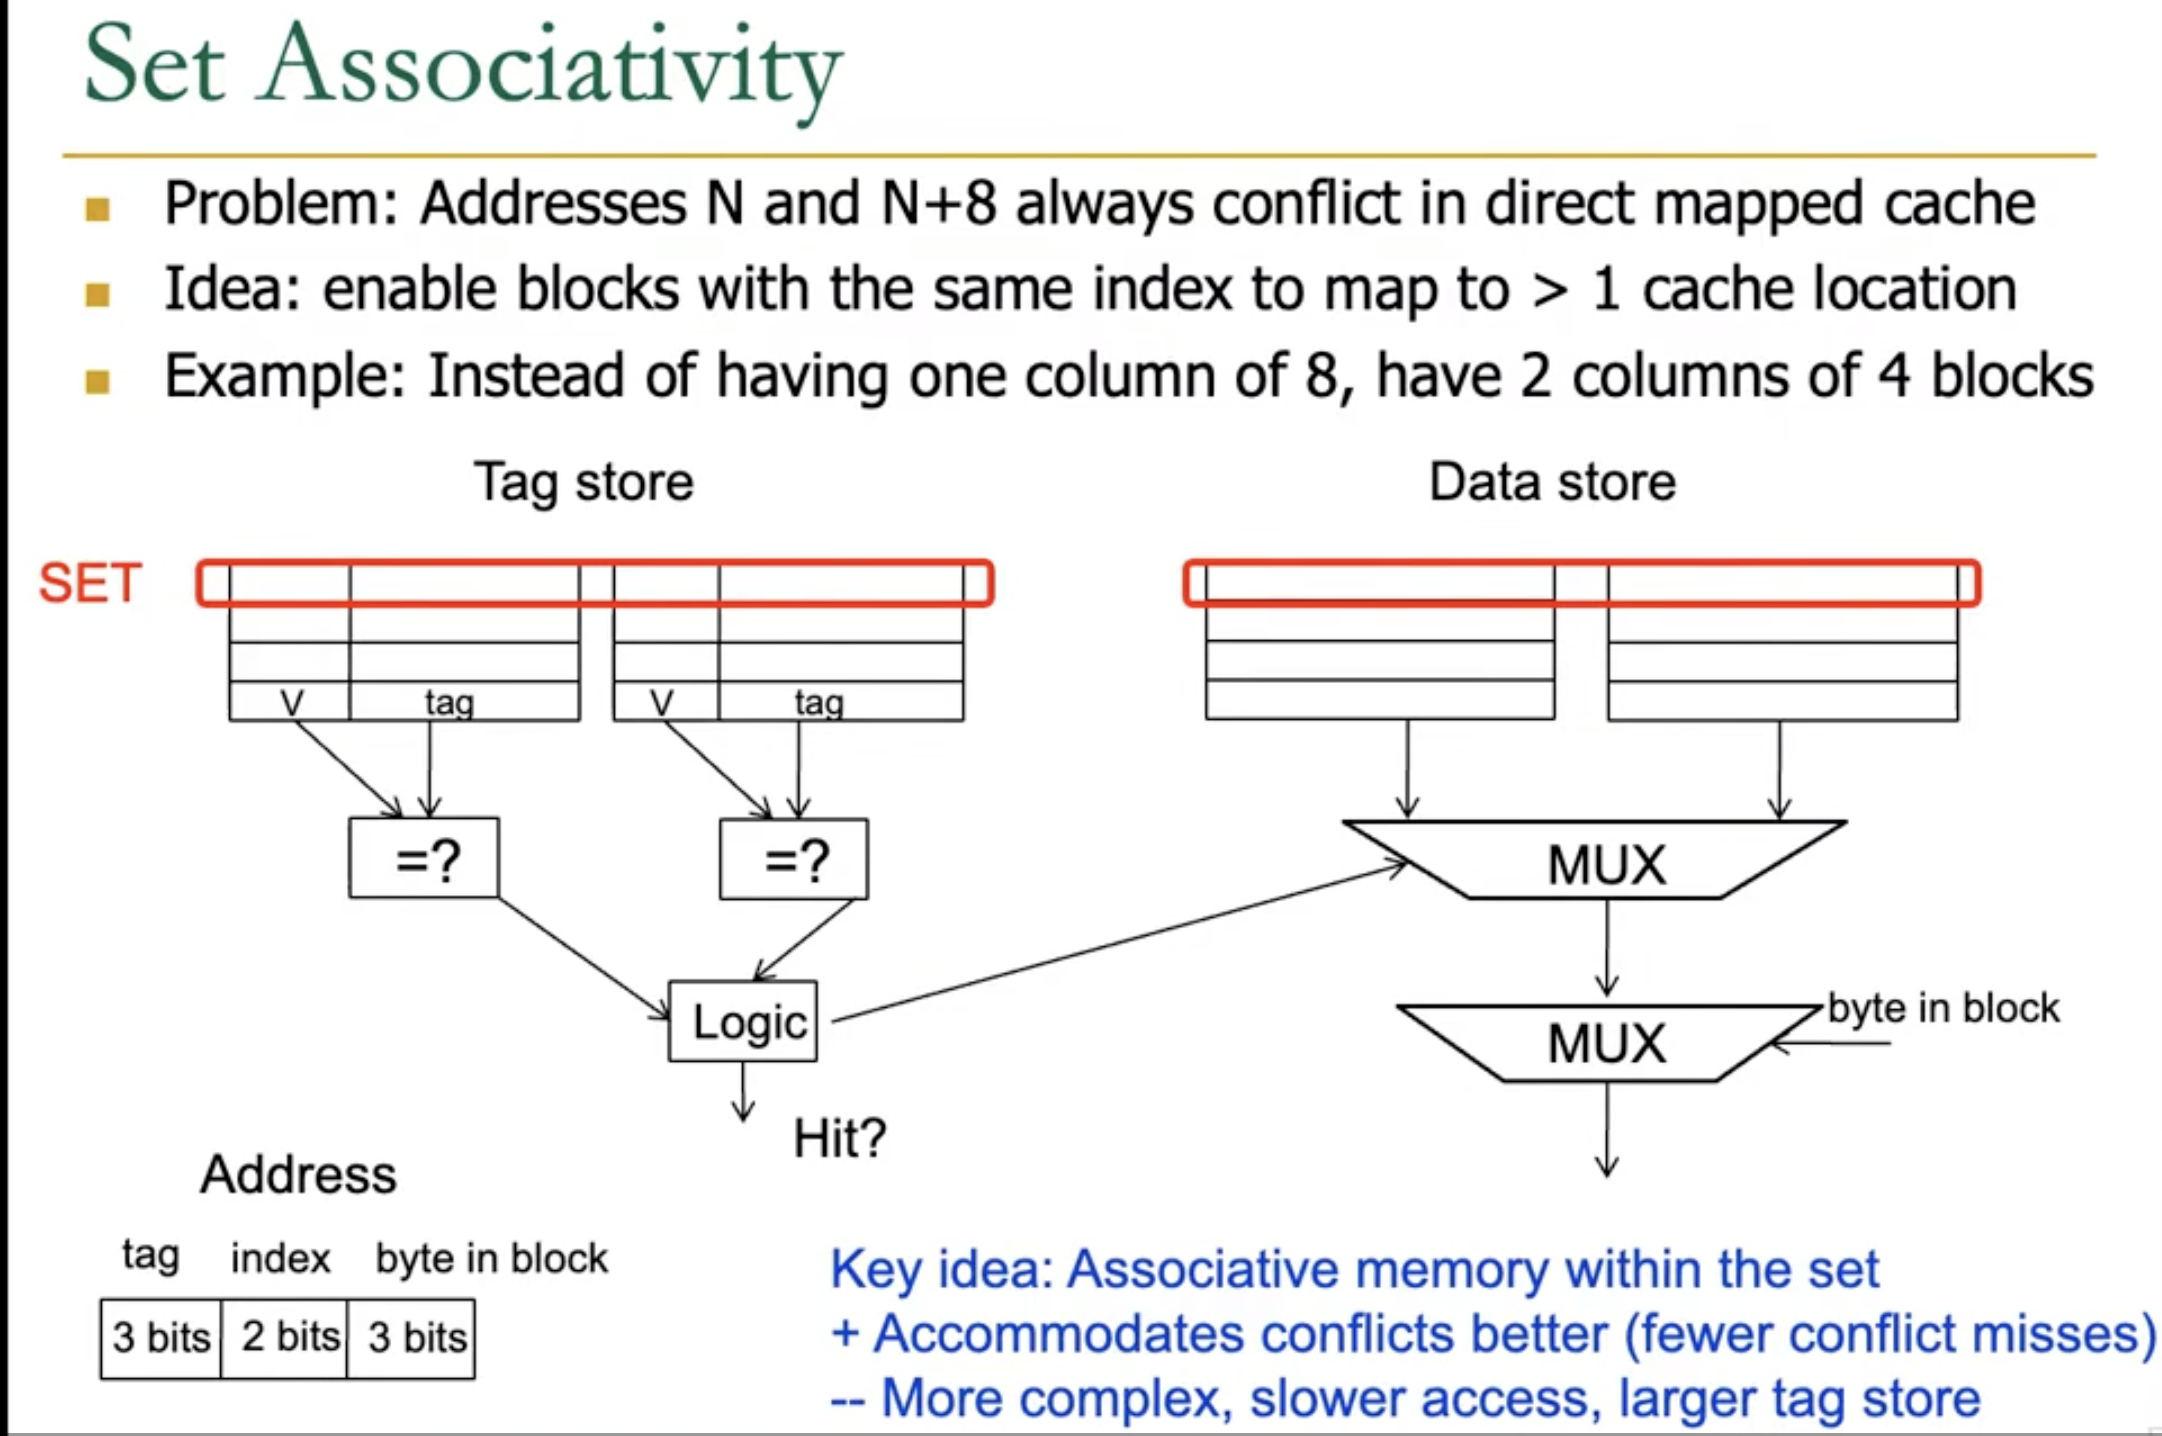 Set Associativity
Problem: Addresses N and N+8 always conflict in direct mapped cache
Idea: enable blocks with the same index to map to > 1 cache location
Example: Instead of having one column of 8, have 2 columns of 4 blocks
Tag store
Data store
SET
V tag V tag
=? =?
MUX
Logic
byte in block
MUX
Hit?
Address
tag index byte in block
3 bits 2 bits 3 bits
Key idea: Associative memory within the set
+ Accommodates conflicts better (fewer conflict misses)
-- More complex, slower access, larger tag store